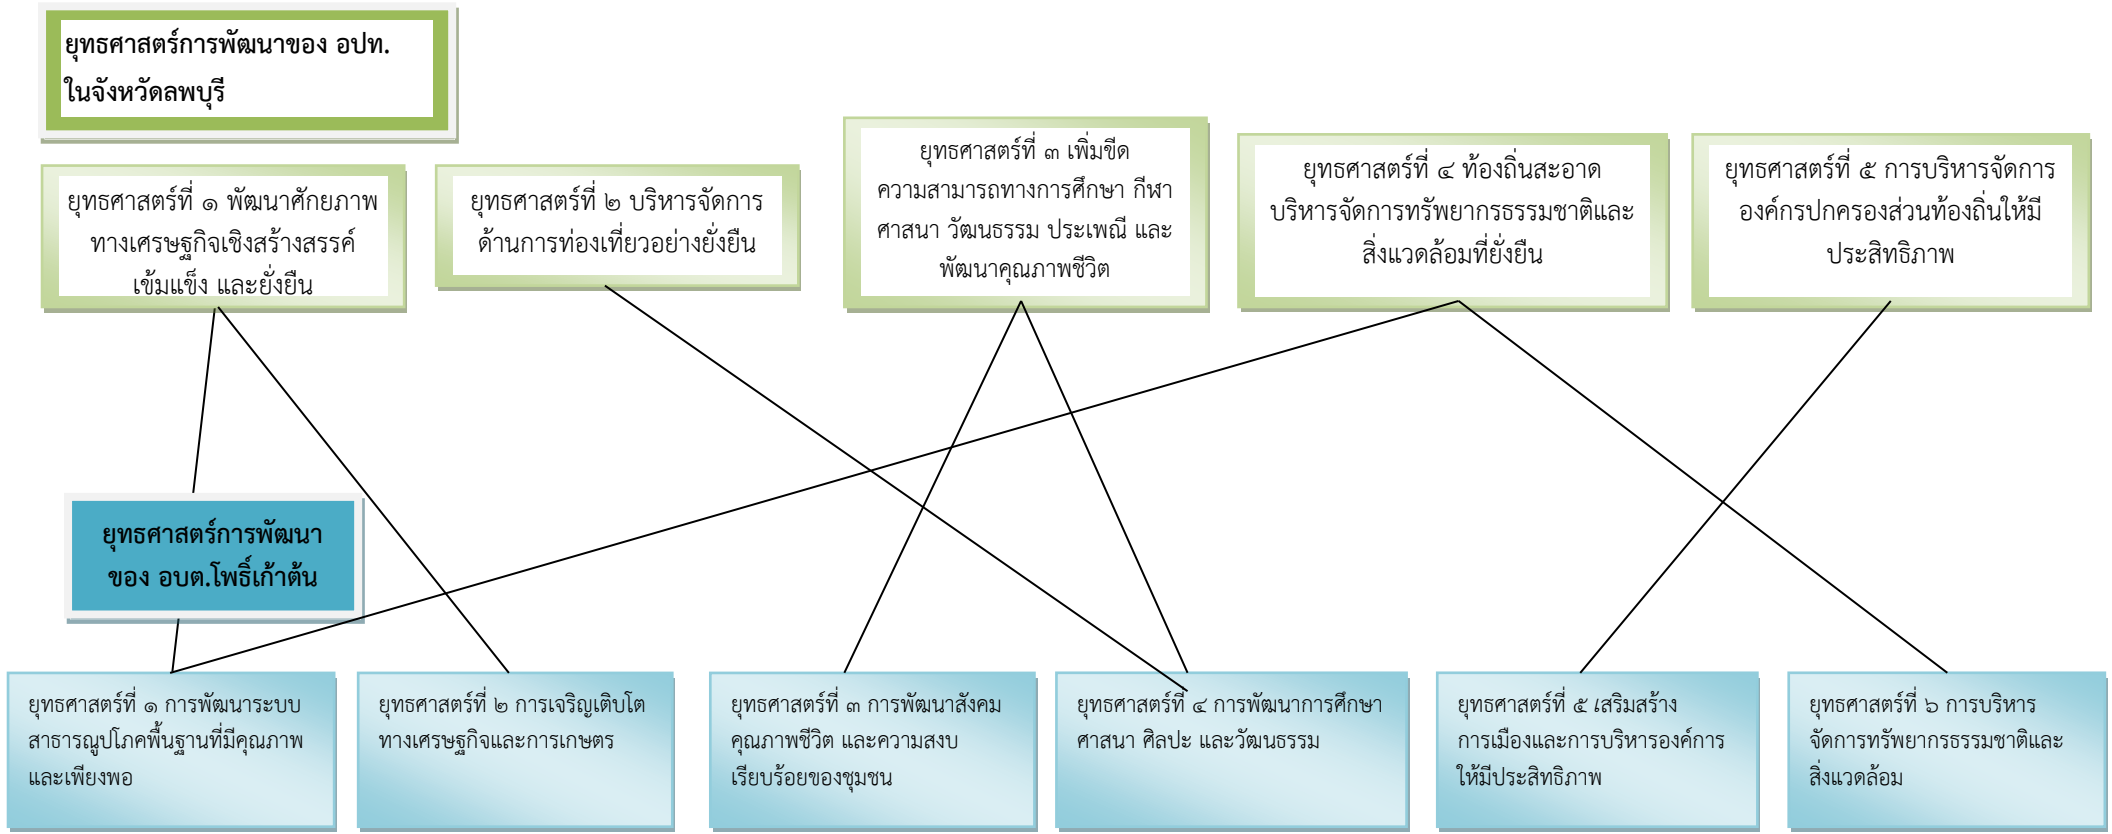 ยุทธศาสตร์การพัฒนาของ อปท.
ในจังหวัดลพบุรี
ยุทธศาสตร์ที่ ๑ พัฒนาศักยภาพ
ทางเศรษฐกิจเชิงสร้างสรรค์
เข้มแข็ง และยั่งยืน
ยุทธศาสตร์ที่ ๒ บริหารจัดการ
ด้านการท่องเที่ยวอย่างยั่งยืน
ยุทธศาสตร์ที่ ๓ เพิ่มขีด
ความสามารถทางการศึกษา กีฬา
ศาสนา วัฒนธรรม ประเพณี และ
พัฒนาคุณภาพชีวิต
ยุทธศาสตร์ที่ ๔ ท้องถิ่นสะอาด
บริหารจัดการทรัพยากรธรรมชาติและ
สิ่งแวดล้อมที่ยั่งยืน
ยุทธศาสตร์ที่ ๕ การบริหารจัดการ
องค์กรปกครองส่วนท้องถิ่นให้มี
ประสิทธิภาพ
ยุทธศาสตร์การพัฒนา
ของ อบต.โพธิ์เก้าต้น
ยุทธศาสตร์ที่ ๑ การพัฒนาระบบ
สาธารณูปโภคพื้นฐานที่มีคุณภาพ
และเพียงพอ
ยุทธศาสตร์ที่ ๒ การเจริญเติบโต
ทางเศรษฐกิจและการเกษตร
ยุทธศาสตร์ที่ ๓ การพัฒนาสังคม
คุณภาพชีวิต และความสงบ
เรียบร้อยของชุมชน
ยุทธศาสตร์ที่ ๔ การพัฒนาการศึกษา
ศาสนา ศิลปะ และวัฒนธรรม
ยุทธศาสตร์ที่ ๕ เสริมสร้าง
การเมืองและการบริหารองค์การ
ให้มีประสิทธิภาพ
ยุทธศาสตร์ที่ ๖ การบริหาร
จัดการทรัพยากรธรรมชาติและ
สิ่งแวดล้อม